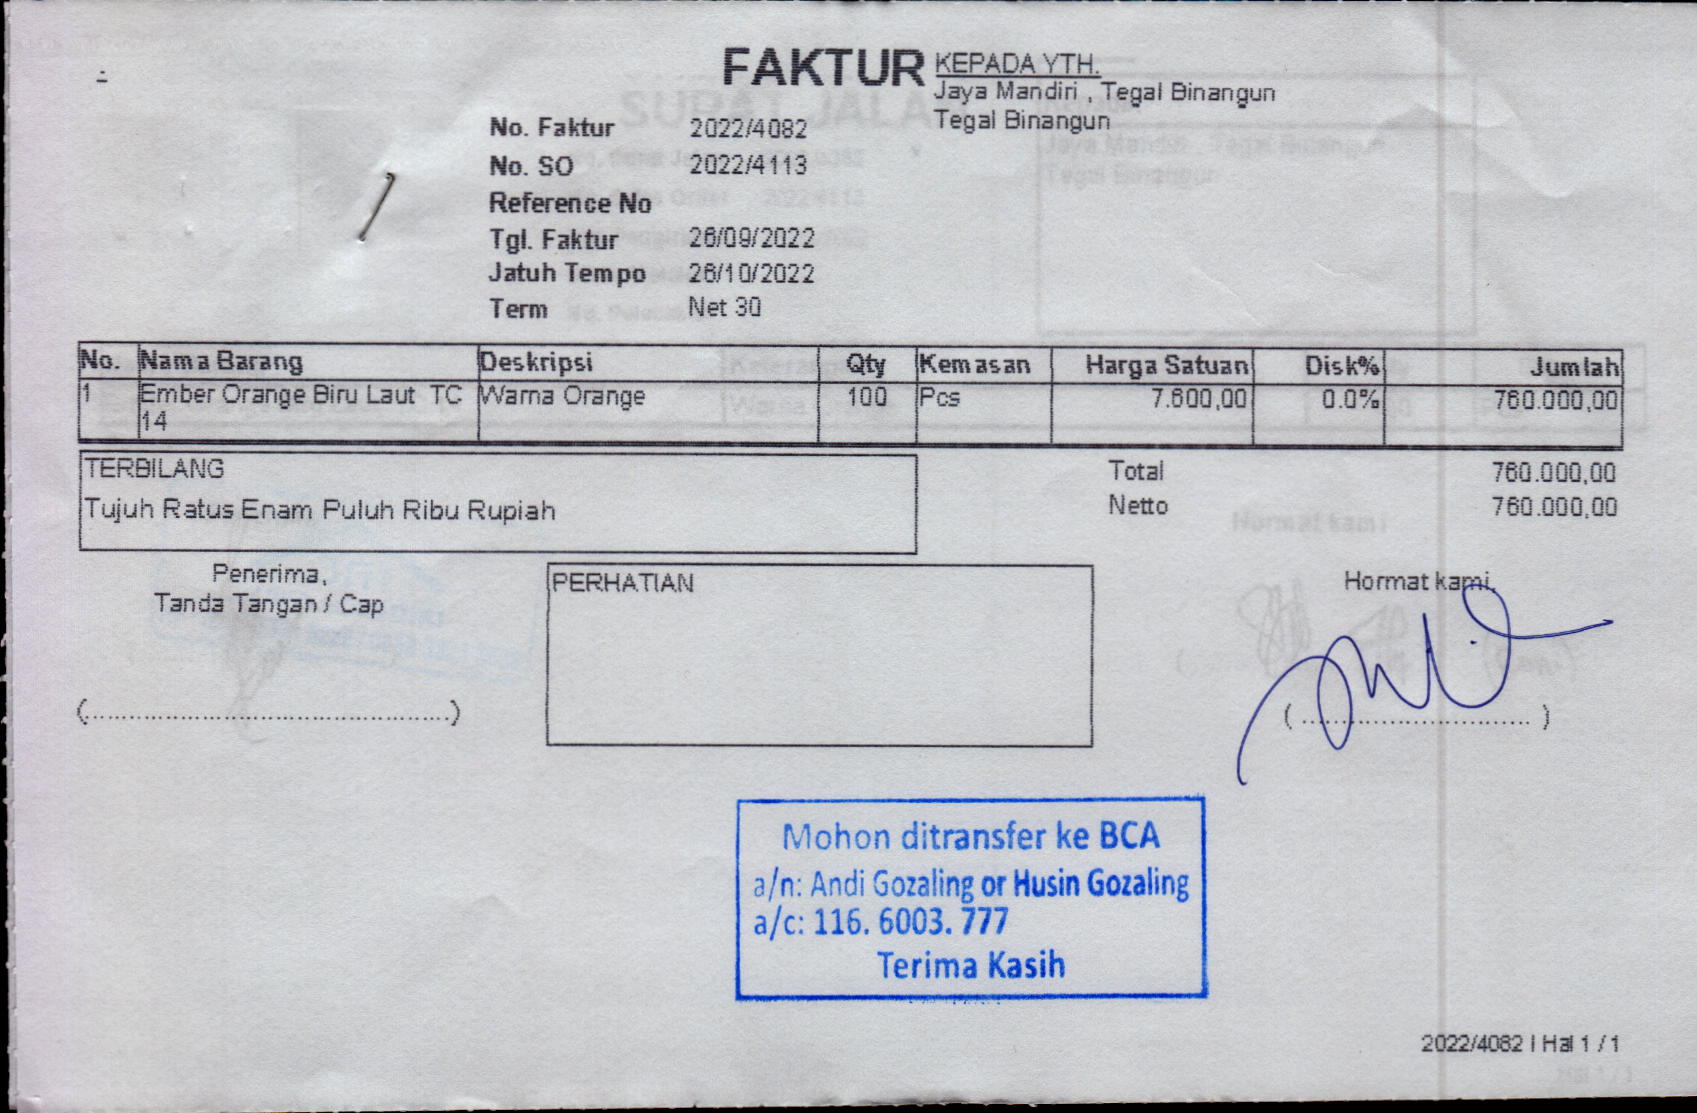 FAKTUR
KEPADA YTH.
Jaya Mandiri , Tegal Binangun
Tegal Binangun
No. Faktur 2022/4082
No. SO 2022/4113
Reference No
Tgl. Faktur 26/09/2022
Jatuh Tempo 26/10/2022
Term Net 30
No. Nama Barang Deskripsi Qty Kemasan Harga Satuan Disk% Jumlah
1 Ember Orange Biru Laut TC Warna Orange 100 Pcs 7.600,00 0.0% 760.000,00
14
TERBILANG
Tujuh Ratus Enam Puluh Ribu Rupiah
Total 760.000,00
Netto 760.000,00
Penerima,
Tanda Tangan / Cap
(................................................)
PERHATIAN
Hormat kami,
( .............................. )
Mohon ditransfer ke BCA
a/n: Andi Gozaling or Husin Gozaling
a/c: 116. 6003. 777
Terima Kasih
2022/4082 | Hal 1 / 1